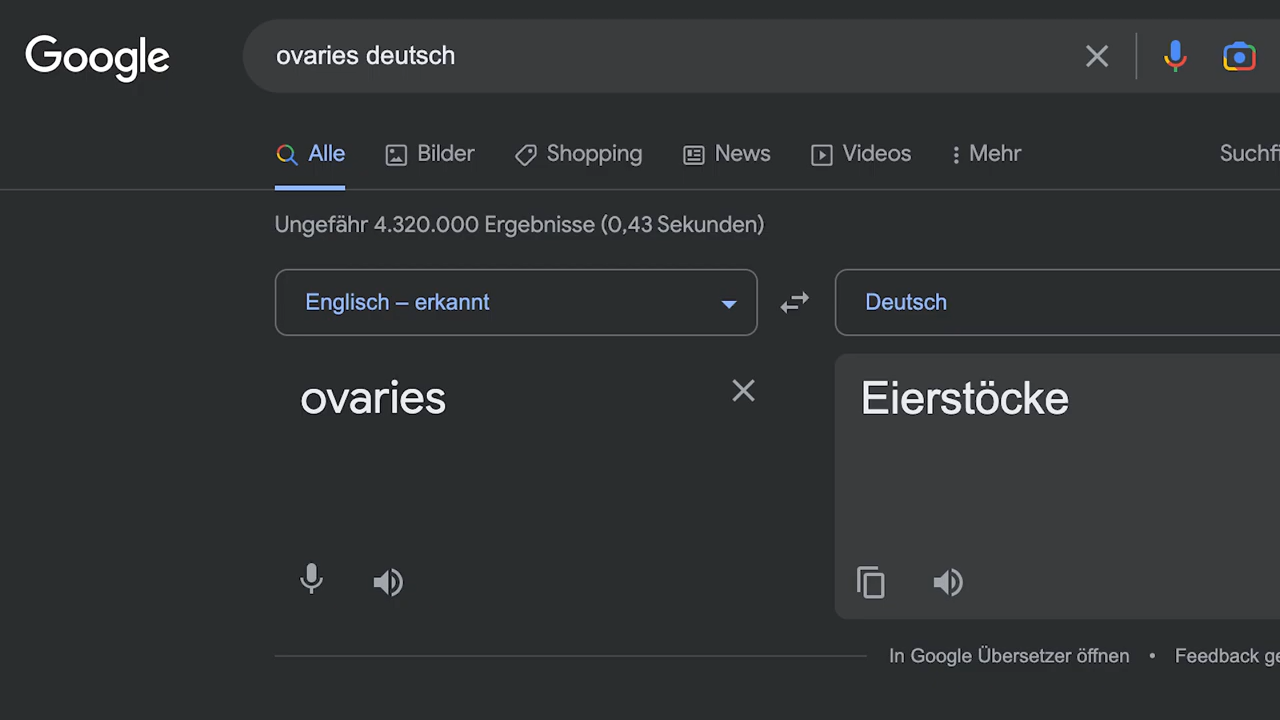 Google
ovaries deutsch
Alle Bilder Shopping News Videos Mehr
Ungefähr 4.320.000 Ergebnisse (0,43 Sekunden)
Englisch – erkannt
Deutsch
ovaries
Eierstöcke
In Google Übersetzer öffnen • Feedback